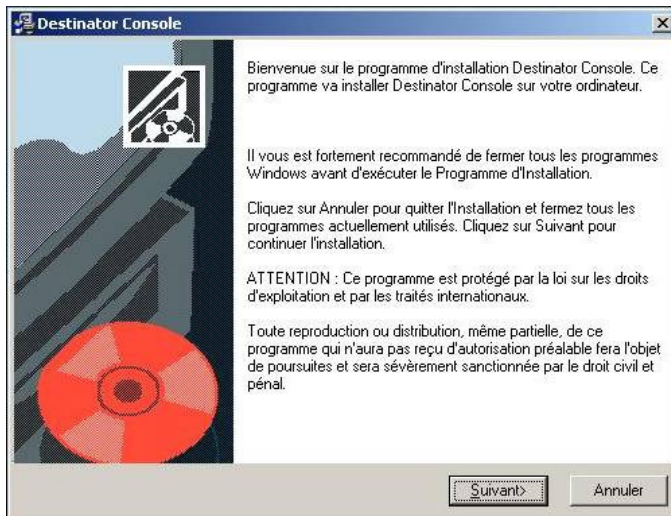 Destinator Console
Bienvenue sur le programme d'installation Destinator Console. Ce
programme va installer Destinator Console sur votre ordinateur.
Il vous est fortement recommandé de fermer tous les programmes
Windows avant d'exécuter le Programme d'Installation.
Cliquez sur Annuler pour quitter l'Installation et fermez tous les
programmes actuellement utilisés. Cliquez sur Suivant pour
continuer l'installation.
ATTENTION : Ce programme est protégé par la loi sur les droits
d'exploitation et par les traités internationaux.
Toute reproduction ou distribution, même partielle, de ce
programme qui n'aura pas reçu d'autorisation préalable fera l'objet
de poursuites et sera sévèrement sanctionnée par le droit civil et
pénal.
Suivant>
Annuler